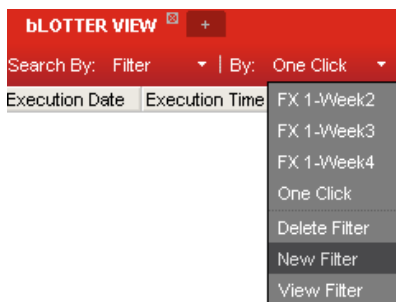 bLOTTER VIEW +
Search By: Filter | By: One Click
Execution Date Execution Time
FX 1-Week2
FX 1-Week3
FX 1-Week4
One Click
Delete Filter
New Filter
View Filter